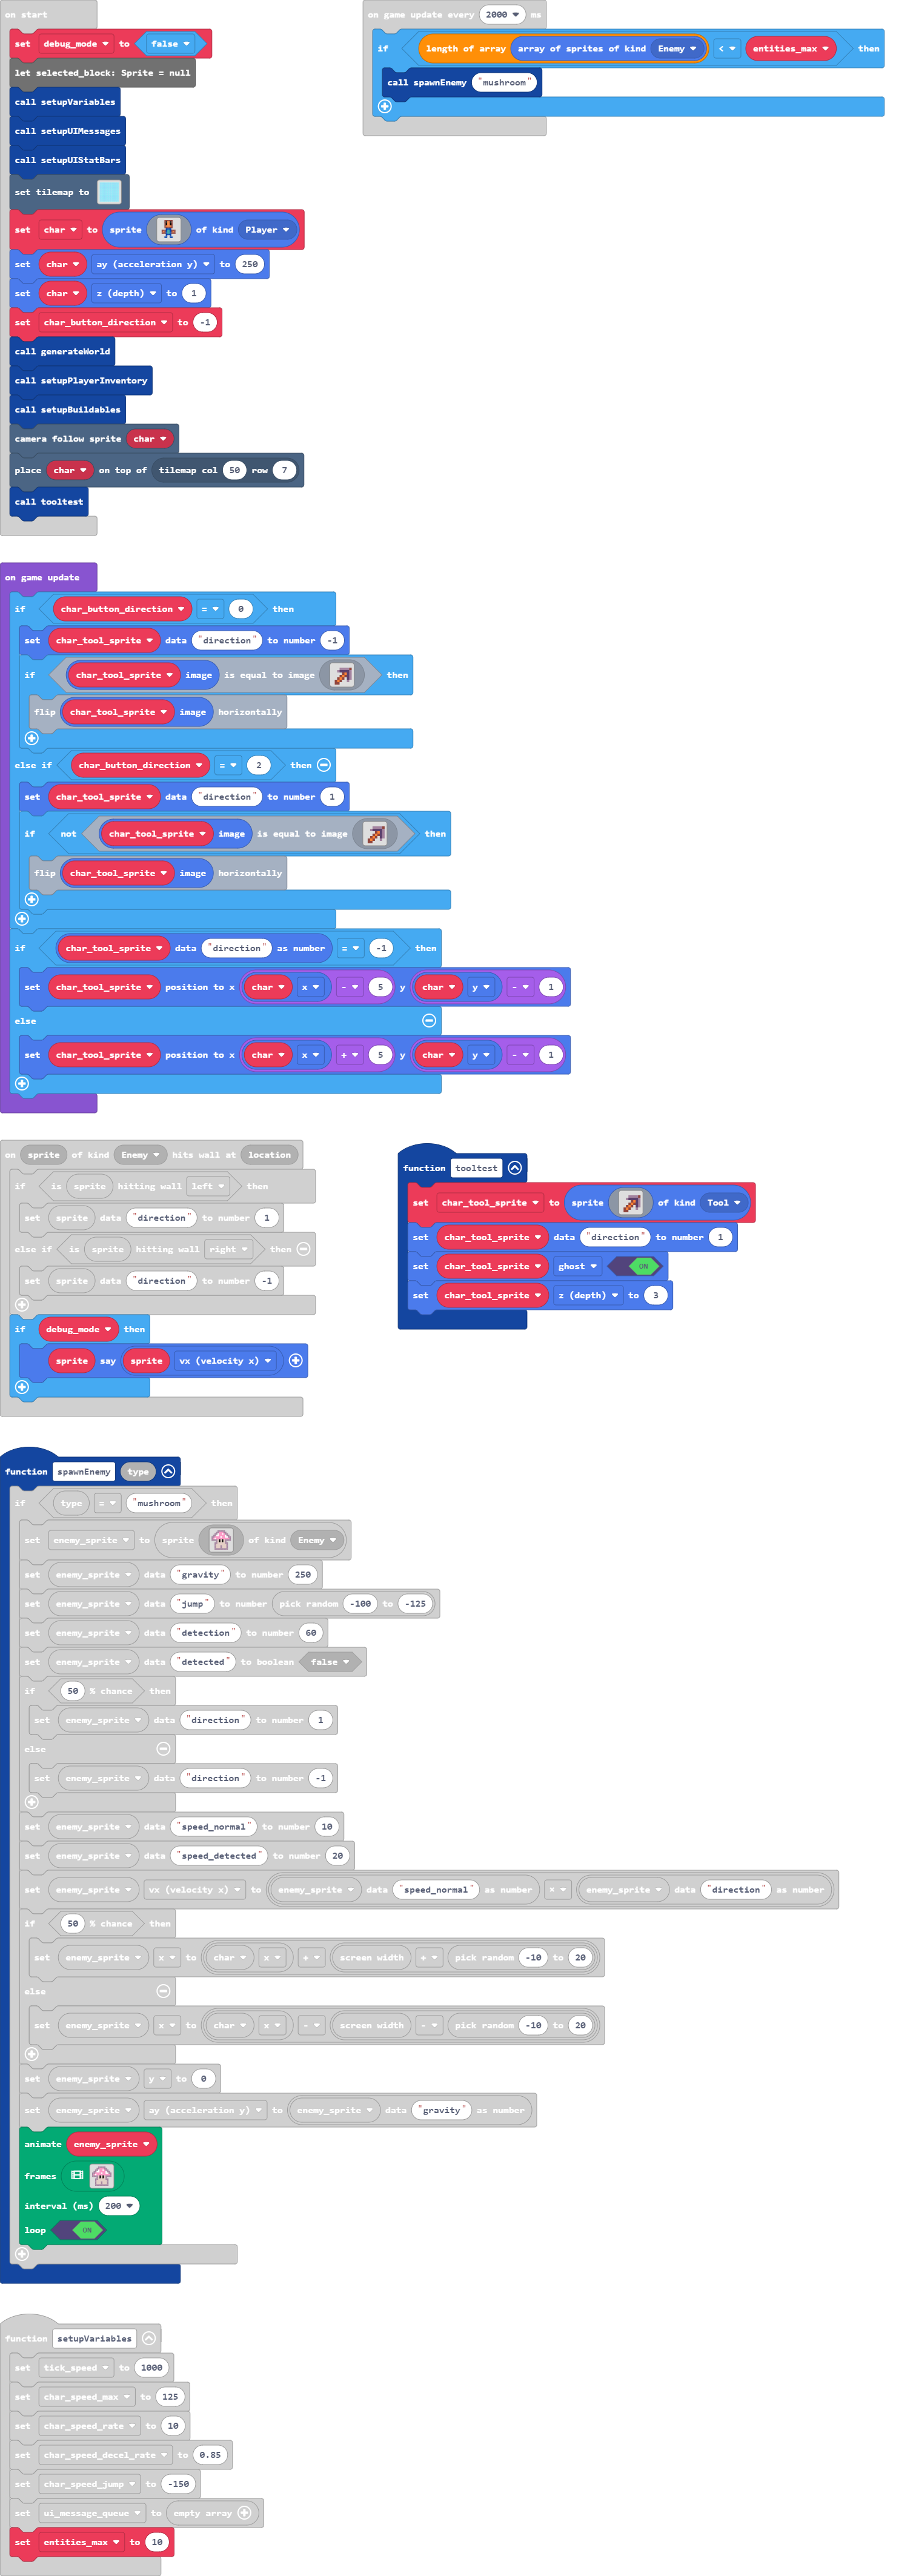 on start
set debug_mode to false
let selected_block: Sprite = null
call setupVariables
call setupUIMessages
call setupUIStatBars
set tilemap to
set char to sprite of kind Player
set char ay (acceleration y) to 250
set char z (depth) to 1
set char_button_direction to -1
call generateWorld
call setupPlayerInventory
call setupBuildables
camera follow sprite char
place char on top of tilemap col 50 row 7
call tooltest
on game update every 2000 ms
if length of array array of sprites of kind Enemy < entities_max then
call spawnEnemy "mushroom"
on game update
if char_button_direction = 0 then
set char_tool_sprite data "direction" to number -1
if char_tool_sprite image is equal to image then
flip char_tool_sprite image horizontally
else if char_button_direction = 2 then
set char_tool_sprite data "direction" to number 1
if not char_tool_sprite image is equal to image then
flip char_tool_sprite image horizontally
if char_tool_sprite data "direction" as number = -1 then
set char_tool_sprite position to x char x - 5 y char y - 1
else
set char_tool_sprite position to x char x + 5 y char y - 1
on sprite of kind Enemy hits wall at location
if is sprite hitting wall left then
set sprite data "direction" to number 1
else if is sprite hitting wall right then
set sprite data "direction" to number -1
if debug_mode then
sprite say sprite vx (velocity x)
function tooltest
set char_tool_sprite to sprite of kind Tool
set char_tool_sprite data "direction" to number 1
set char_tool_sprite ghost ON
set char_tool_sprite z (depth) to 3
function spawnEnemy type
if type = "mushroom" then
set enemy_sprite to sprite of kind Enemy
set enemy_sprite data "gravity" to number 250
set enemy_sprite data "jump" to number pick random -100 to -125
set enemy_sprite data "detection" to number 60
set enemy_sprite data "detected" to boolean false
if 50 % chance then
set enemy_sprite data "direction" to number 1
else
set enemy_sprite data "direction" to number -1
set enemy_sprite data "speed_normal" to number 10
set enemy_sprite data "speed_detected" to number 20
set enemy_sprite vx (velocity x) to enemy_sprite data "speed_normal" as number × enemy_sprite data "direction" as number
if 50 % chance then
set enemy_sprite x to char x + screen width + pick random -10 to 20
else
set enemy_sprite x to char x - screen width - pick random -10 to 20
set enemy_sprite y to 0
set enemy_sprite ay (acceleration y) to enemy_sprite data "gravity" as number
animate enemy_sprite
frames
interval (ms) 200
loop ON
function setupVariables
set tick_speed to 1000
set char_speed_max to 125
set char_speed_rate to 10
set char_speed_decel_rate to 0.85
set char_speed_jump to -150
set ui_message_queue to empty array
set entities_max to 10